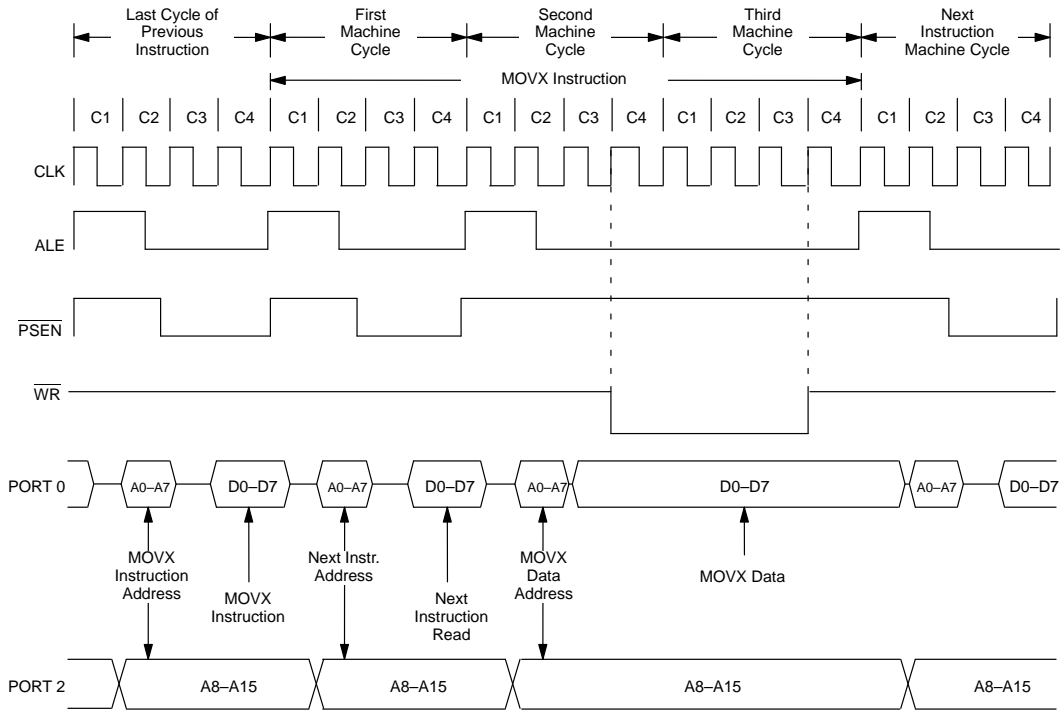 Last Cycle of
Previous
Instruction
First
Machine
Cycle
Second
Machine
Cycle
Third
Machine
Cycle
Next
Instruction
Machine Cycle
MOVX Instruction
C1 C2 C3 C4 C1 C2 C3 C4 C1 C2 C3 C4 C1 C2 C3 C4 C1 C2 C3 C4
CLK
ALE
PSEN
WR
PORT 0 A0–A7 D0–D7 A0–A7 D0–D7 A0–A7 D0–D7 A0–A7 D0–D7
MOVX
Instruction
Address
MOVX
Instruction
Next Instr.
Address
Next
Instruction
Read
MOVX
Data
Address
MOVX Data
PORT 2 A8–A15 A8–A15 A8–A15 A8–A15